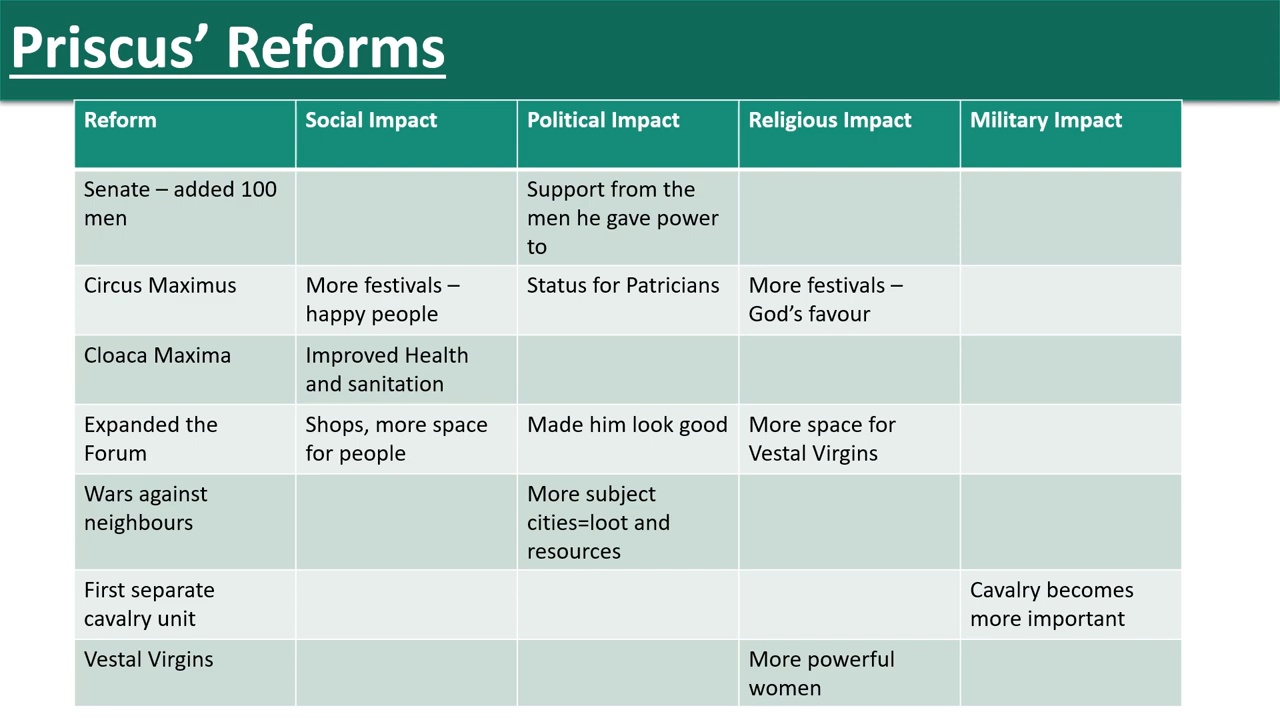 Priscus’ Reforms
Reform Social Impact Political Impact Religious Impact Military Impact
Senate – added 100
men
Support from the
men he gave power
to
Circus Maximus
More festivals –
happy people
Status for Patricians
More festivals –
God’s favour
Cloaca Maxima
Improved Health
and sanitation
Expanded the
Forum
Shops, more space
for people
Made him look good
More space for
Vestal Virgins
Wars against
neighbours
More subject
cities=loot and
resources
First separate
cavalry unit
Cavalry becomes
more important
Vestal Virgins
More powerful
women